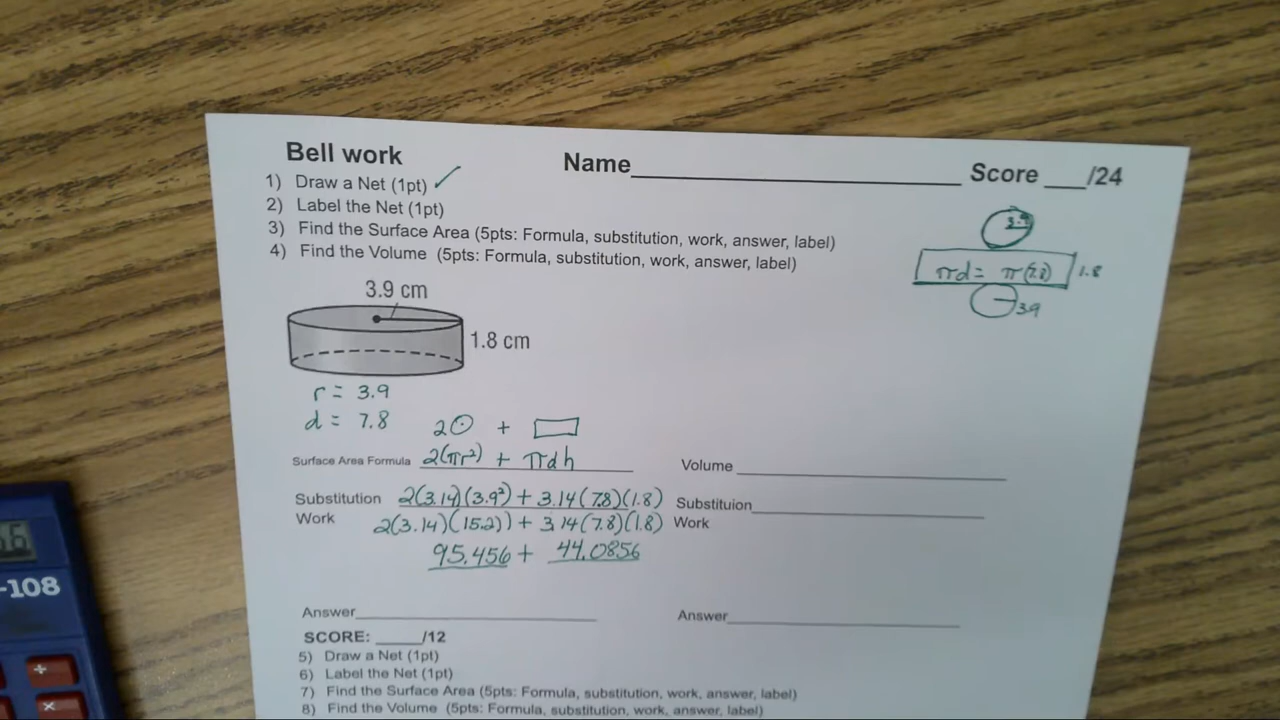 Bell work
Name____ Score ___/24
1) Draw a Net (1pt) ✓
2) Label the Net (1pt)
3) Find the Surface Area (5pts: Formula, substitution, work, answer, label)
4) Find the Volume (5pts: Formula, substitution, work, answer, label)
3.9
πd = π(7.8) 1.8
3.9
3.9 cm
1.8 cm
r = 3.9
d = 7.8
2 +
Surface Area Formula 2(πr²) + πdh
Volume
Substitution 2(3.14)(3.9²) + 3.14(7.8)(1.8)
Substituion
Work 2(3.14)(15.2)) + 3.14(7.8)(1.8)
Work
95.456 + 44.0856
Answer
Answer
SCORE: ____/12
5) Draw a Net (1pt)
6) Label the Net (1pt)
7) Find the Surface Area (5pts: Formula, substitution, work, answer, label)
8) Find the Volume (5pts: Formula, substitution, work, answer, label)
-108
+
×